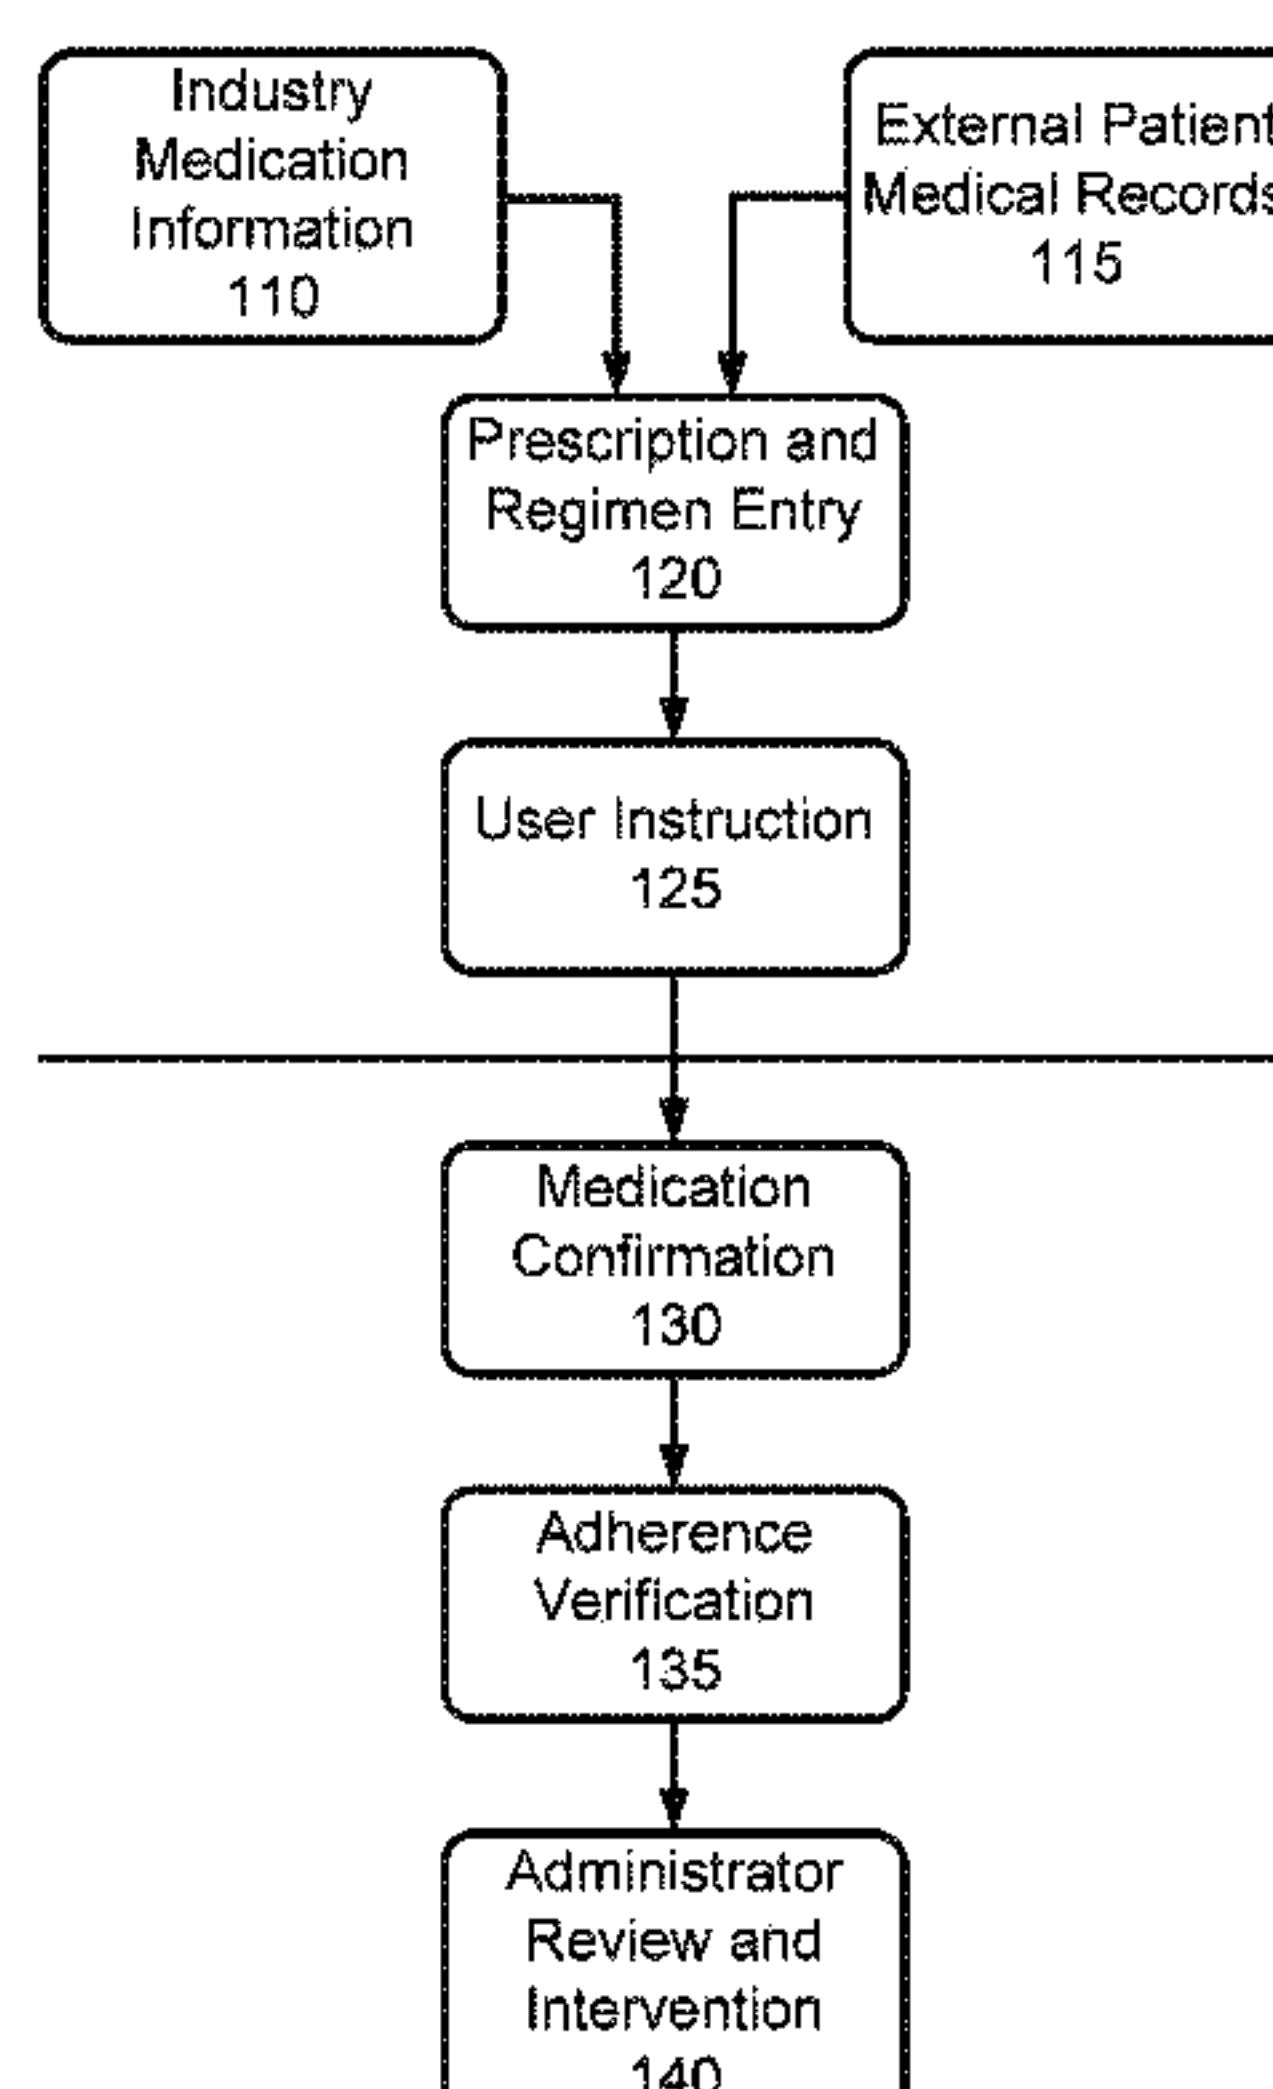 Industry
Medication
Information
110
External Patient
Medical Records
115
Prescription and
Regimen Entry
120
User Instruction
125
Medication
Confirmation
130
Adherence
Verification
135
Administrator
Review and
Intervention
140